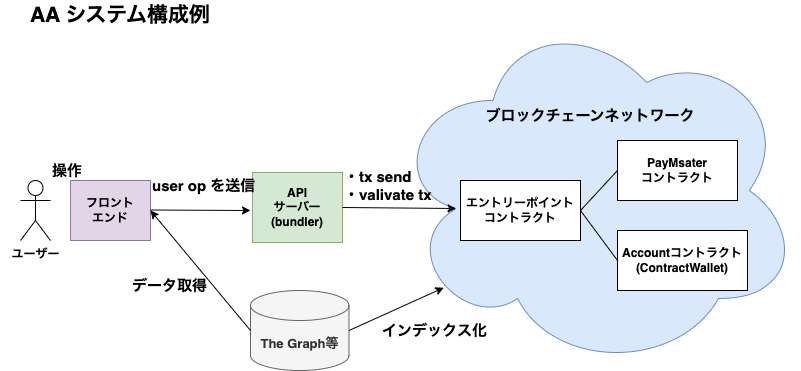 AA システム構成例
ブロックチェーンネットワーク
操作
user op を送信
・tx send
・valivate tx
フロント
エンド
API
サーバー
(bundler)
エントリーポイント
コントラクト
PayMsater
コントラクト
Accountコントラクト
(ContractWallet)
ユーザー
データ取得
The Graph等
インデックス化